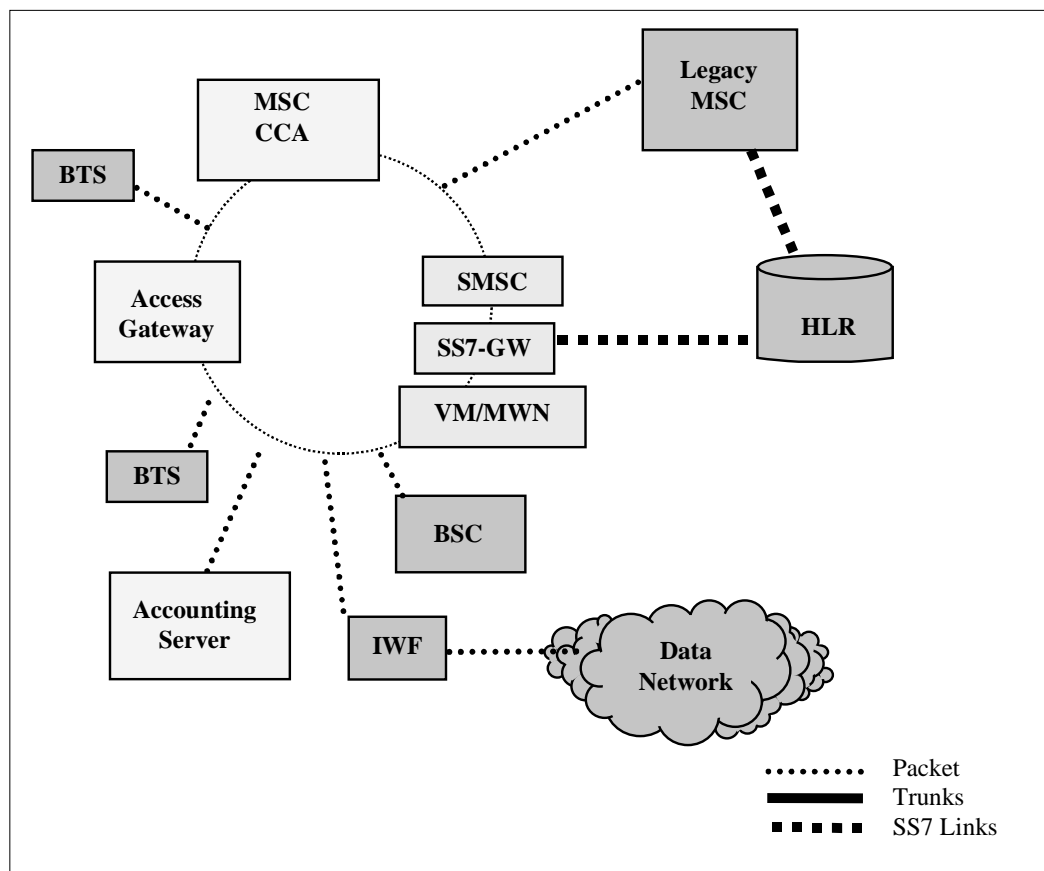 MSC
CCA
Legacy
MSC
BTS
SMSC
Access
Gateway
HLR
SS7-GW
VM/MWN
BTS
BSC
Accounting
Server
IWF
Data
Network
Packet
Trunks
SS7 Links